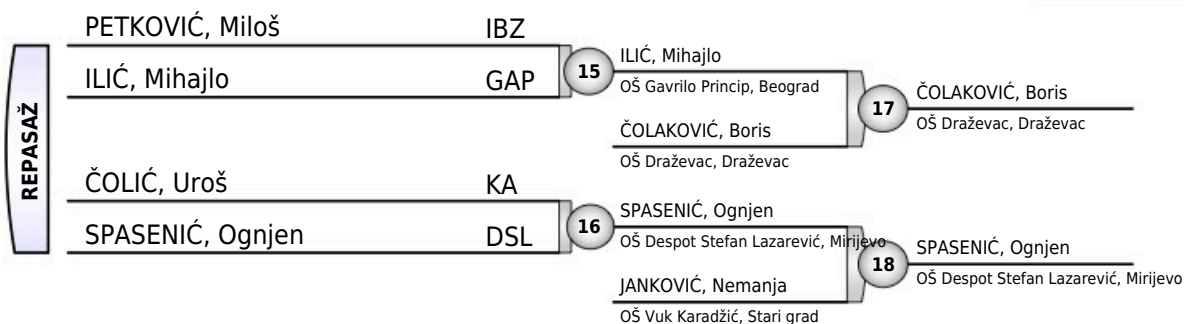 REPASAŽ
PETKOVIĆ, Miloš IBZ
ILIĆ, Mihajlo GAP
15
ILIĆ, Mihajlo
OŠ Gavrilo Princip, Beograd
ČOLAKOVIĆ, Boris
OŠ Draževac, Draževac
17
ČOLAKOVIĆ, Boris
OŠ Draževac, Draževac
ČOLIĆ, Uroš KA
SPASENIĆ, Ognjen DSL
16
SPASENIĆ, Ognjen
OŠ Despot Stefan Lazarević, Mirijevo
JANKOVIĆ, Nemanja
OŠ Vuk Karadžić, Stari grad
18
SPASENIĆ, Ognjen
OŠ Despot Stefan Lazarević, Mirijevo